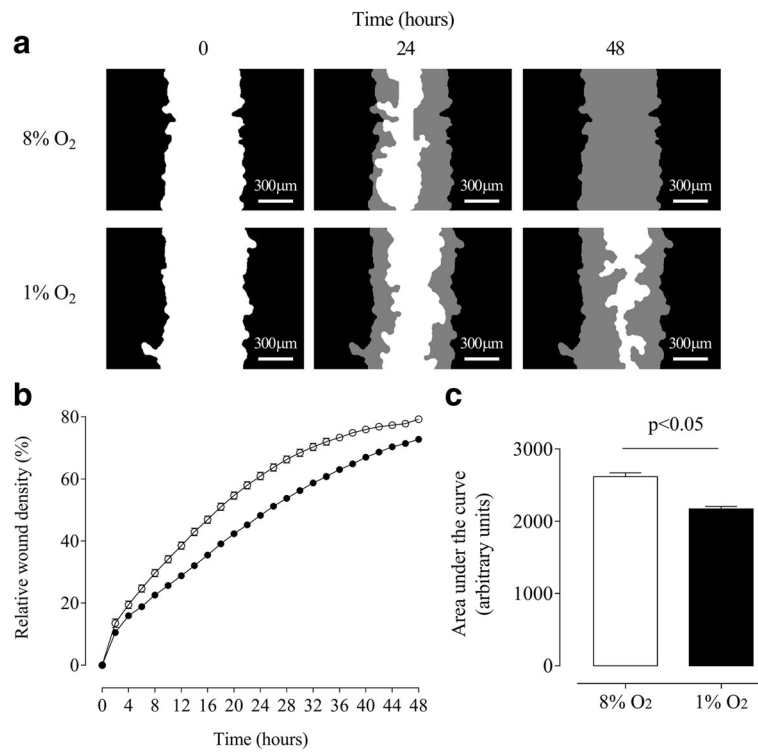 Time (hours)
a
0 24 48
8% O₂
300μm 300μm 300μm
1% O₂
300μm 300μm 300μm
b
Relative wound density (%)
80
60
40
20
0
0 4 8 12 16 20 24 28 32 36 40 44 48
Time (hours)
c
p<0.05
Area under the curve
(arbitrary units)
3000
2000
1000
0
8% O₂ 1% O₂